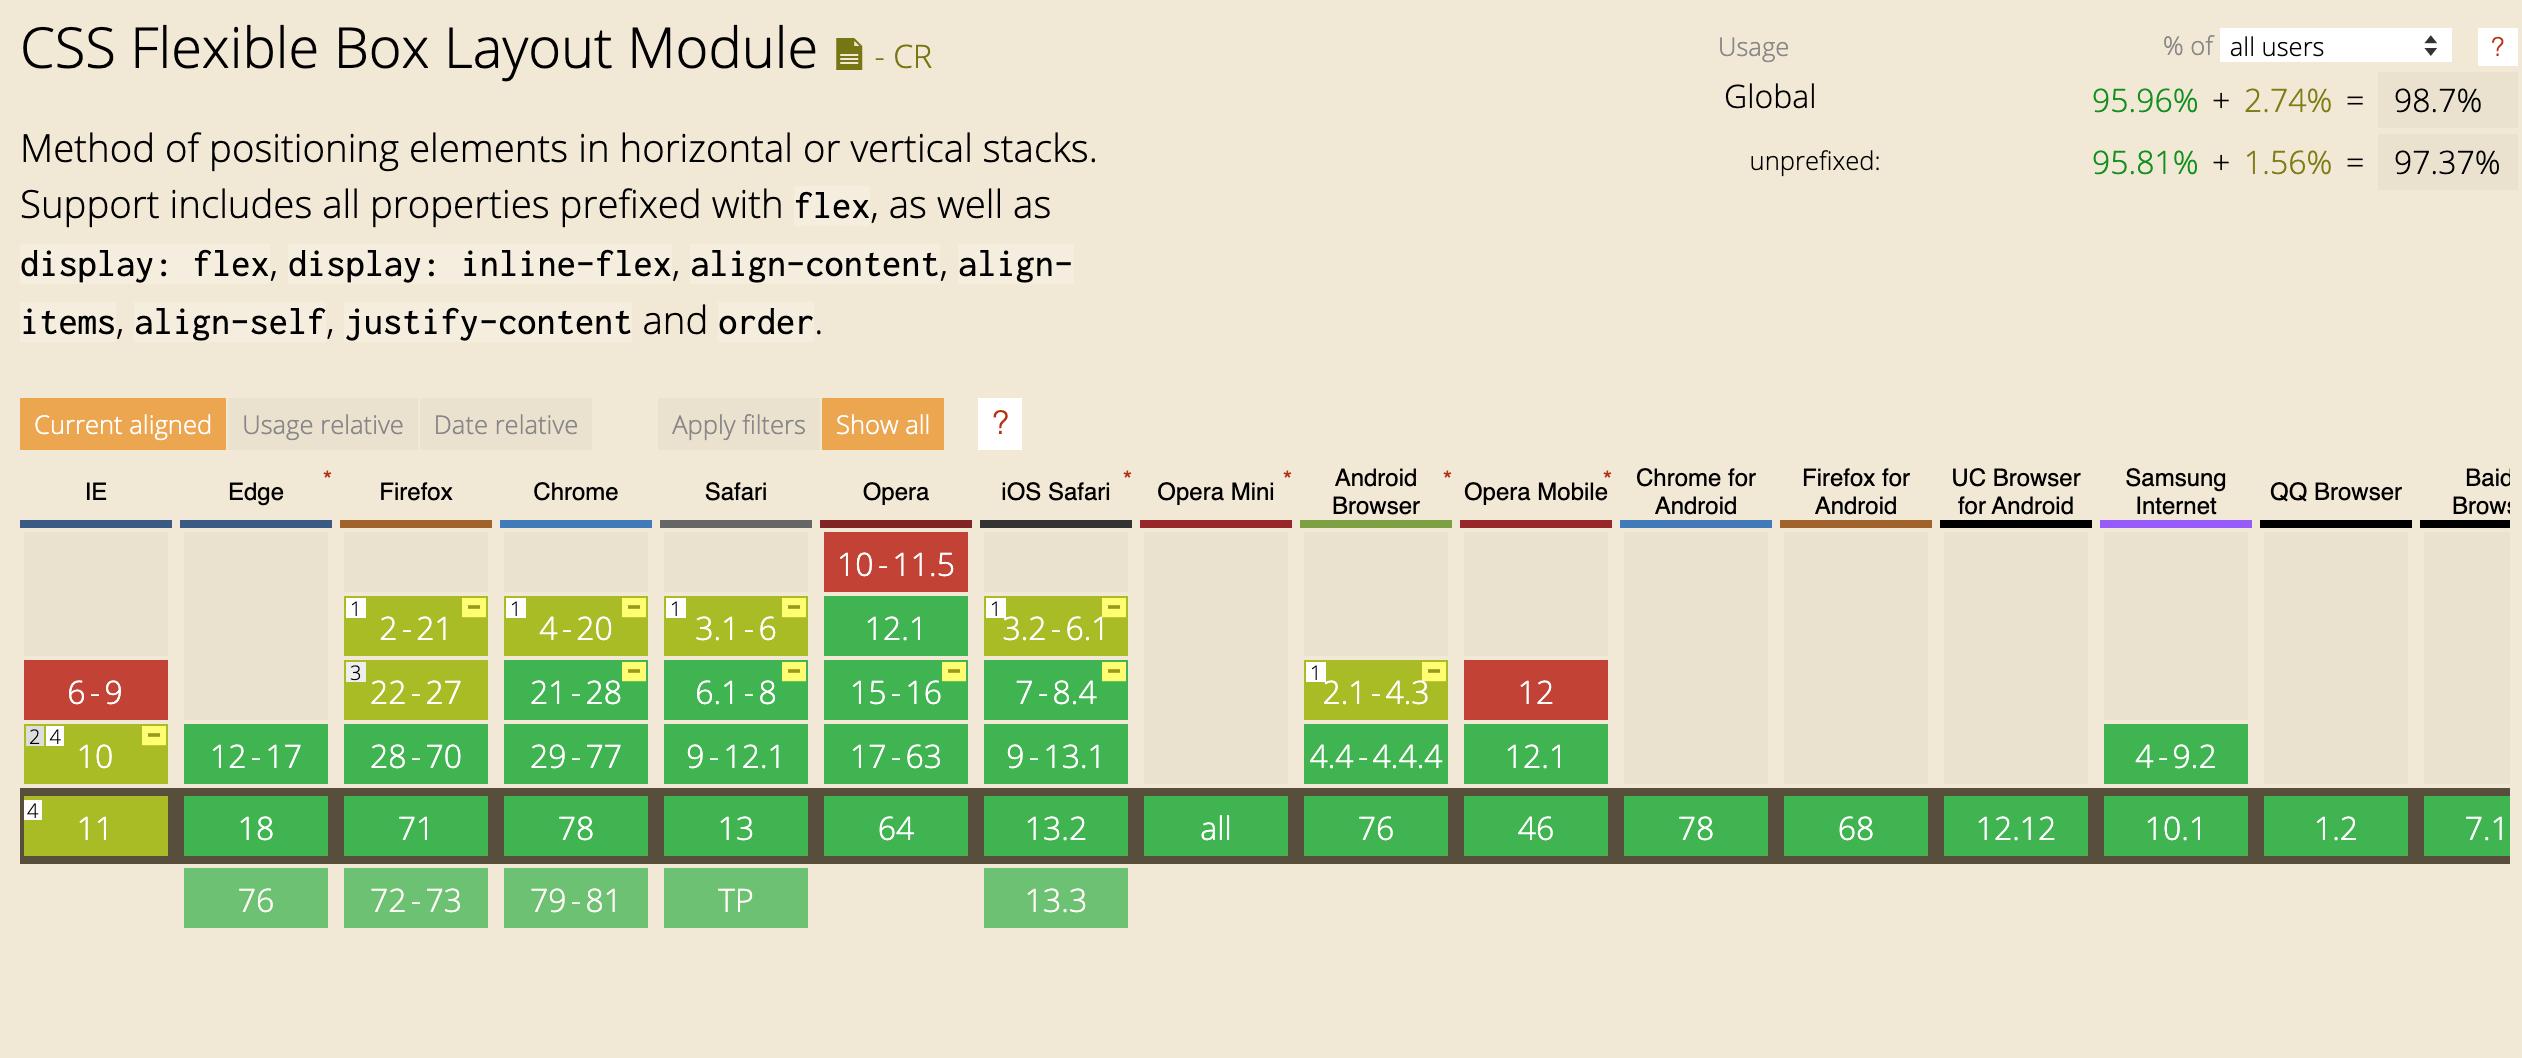 CSS Flexible Box Layout Module - CR
Usage % of all users ?
Global 95.96% + 2.74% = 98.7%
unprefixed: 95.81% + 1.56% = 97.37%
Method of positioning elements in horizontal or vertical stacks.
Support includes all properties prefixed with flex, as well as
display: flex, display: inline-flex, align-content, align-
items, align-self, justify-content and order.
Current aligned Usage relative Date relative Apply filters Show all ?
IE Edge * Firefox Chrome Safari Opera iOS Safari * Opera Mini * Android Browser * Opera Mobile * Chrome for Android Firefox for Android UC Browser for Android Samsung Internet QQ Browser
10-11.5
1 2-21 1 4-20 1 3.1-6 12.1 1 3.2-6.1
6-9 3 22-27 21-28 6.1-8 15-16 7-8.4 1 2.1-4.3 12
2 4 10 12-17 28-70 29-77 9-12.1 17-63 9-13.1 4.4-4.4.4 12.1 4-9.2
4 11 18 71 78 13 64 13.2 all 76 46 78 68 12.12 10.1 1.2 7.1
76 72-73 79-81 TP 13.3